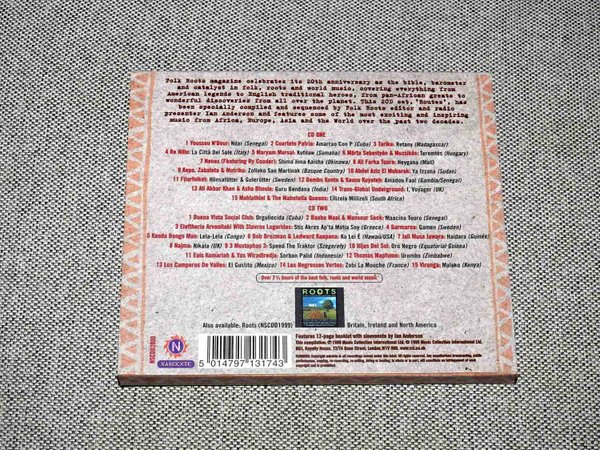 Folk Roots magazine celebrates its 20th anniversary as the bible, barometer
and catalyst in folk, roots and world music, covering everything from
American legends to English traditional heroes, from pan-African greats to
wonderful discoveries from all over the planet. This 2CD set, 'Routes', has
been specially compiled and sequenced by Folk Roots editor and radio
presenter Ian Anderson and features some of the most exciting and inspiring
music from Africa, Europe, Asia and the World over the past two decades.
CD ONE
1 Youssou N'Dour: Ndar (Senegal) 2 Cuarteto Patria: Amarrao Con P (Cuba) 3 Tarika: Retany (Madagascar)
4 Re Niliu: La Città Del Sole (Italy) 5 Maryam Mursal: Kufilaw (Somalia) 6 Márta Sebestyén & Muzsikás: Teremtés (Hungary)
7 Nenes (Featuring Ry Cooder): Shima Jima Kaisha (Okinawa) 8 Ali Farka Toure: Heygana (Mali)
9 Kepa, Zabaleta & Motriku: Zolloko San Martinak (Basque Country) 10 Abdel Aziz El Mobarak: Ya Izzana (Sudan)
11 Filarfolket: Hönsafötter & Gulerötter (Sweden) 12 Dembo Konte & Kausu Kuyateh: Amadou Faal (Gambia/Senegal)
13 Ali Akbar Khan & Asha Bhosle: Guru Bandana (India) 14 Trans-Global Underground: I, Voyager (UK)
15 Mahlathini & The Mahotella Queens: Lilizela Mlilizeli (South Africa)
CD TWO
1 Buena Vista Social Club: Orgullecida (Cuba) 2 Baaba Maal & Mansour Seck: Maacina Tooro (Senegal)
3 Eleftheria Arvanitaki With Stavros Logaridis: Stis Akres Ap'ta Matia Sou (Greece) 4 Garmarna: Gamen (Sweden)
5 Kanda Bongo Man: Lela-Lela (Congo) 6 Bob Brozman & Ledward Kaapana: Ka Lei É (Hawaii/USA) 7 Jali Musa Jawara: Haidara (Guinée)
8 Najma: Nikala (UK) 9 3 Mustaphas 3: Spend The Traktor (Szegerely) 10 Hijas Del Sol: Oro Negro (Equatorial Guinea)
11 Euis Komariah & Yus Wiradiredja: Sorban Palid (Indonesia) 12 Thomas Mapfumo: Urombo (Zimbabwe)
13 Los Camperos De Valles: El Gustito (Mexico) 14 Les Negresses Vertes: Zobi La Mouche (France) 15 Virunga: Malako (Kenya)
Over 2½ hours of the best folk, roots and world music!
ROOTS
Also available: Roots (NSCDD1999)
Britain, Ireland and North America
NASCENTE
5 014797 131743
Features 12-page booklet with sleevenote by Ian Anderson